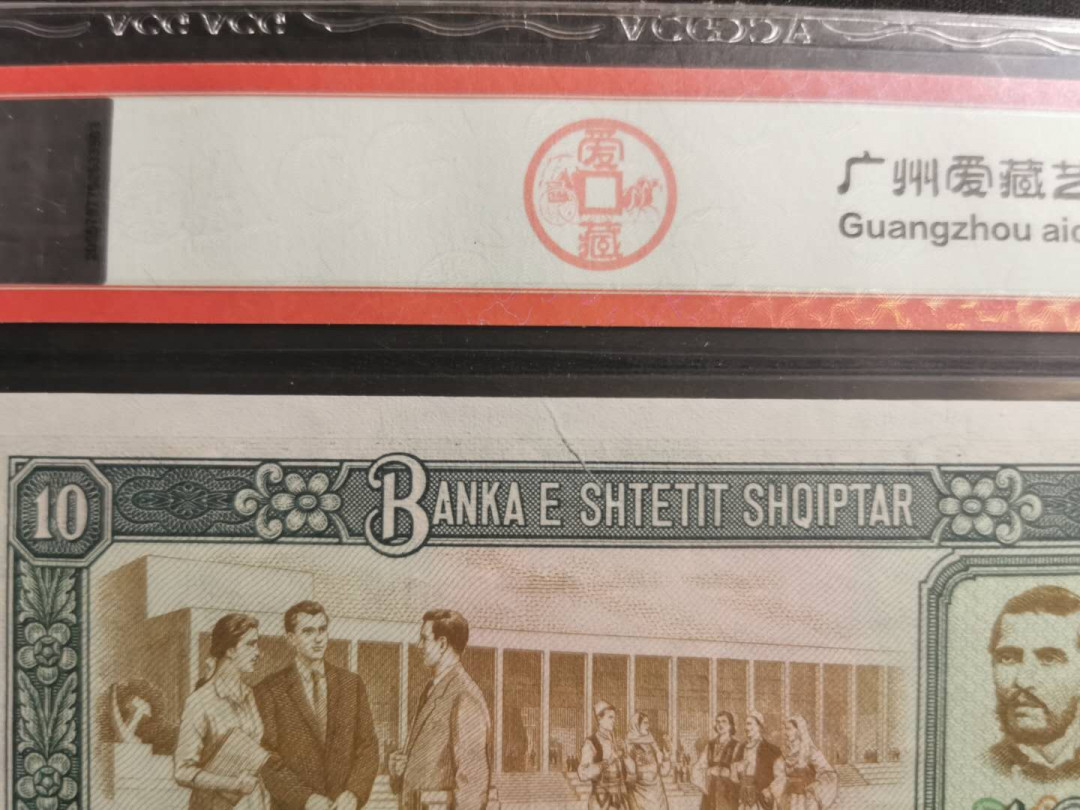 爱
藏
广州爱藏艺
Guangzhou aic
10
BANKA E SHTETIT SHQIPTAR